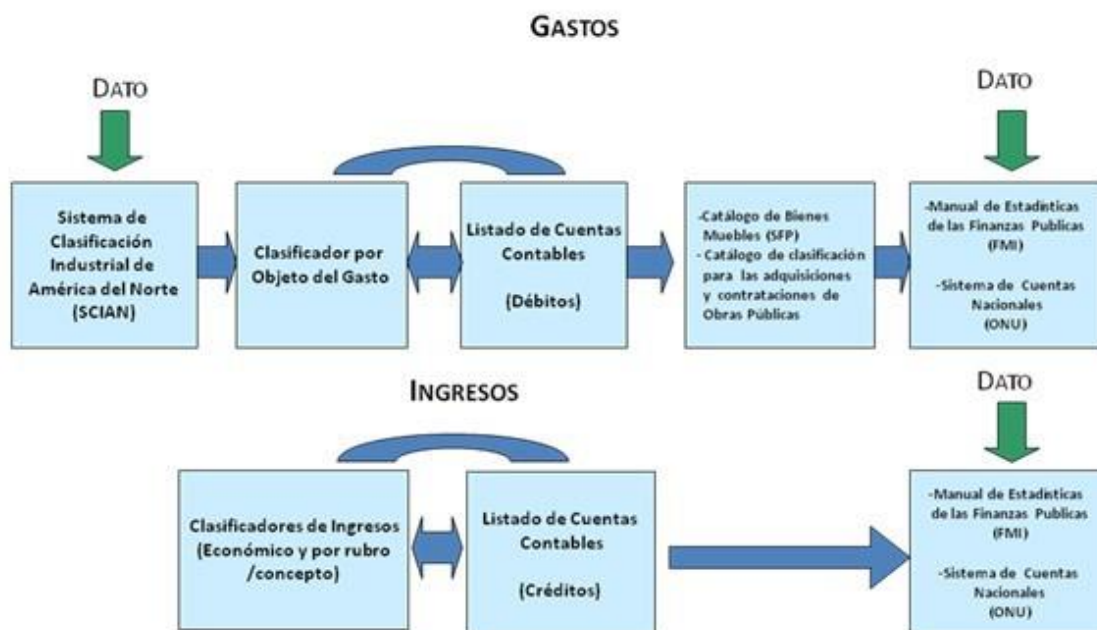 GASTOS
DATO
DATO
Sistema de
Clasificación
Industrial de
América del Norte
(SCIAN)
Clasificador por
Objeto del Gasto
Listado de Cuentas
Contables
(Débitos)
-Catálogo de Bienes
Muebles (SFP)
- Catálogo de clasificación
para las adquisiciones
y contrataciones de
Obras Públicas
-Manual de Estadísticas
de las Finanzas Publicas
(FMI)
-Sistema de Cuentas
Nacionales
(ONU)
INGRESOS
DATO
Clasificadores de Ingresos
(Económico y por rubro
/concepto)
Listado de Cuentas
Contables
(Créditos)
-Manual de Estadísticas
de las Finanzas Publicas
(FMI)
-Sistema de Cuentas
Nacionales
(ONU)